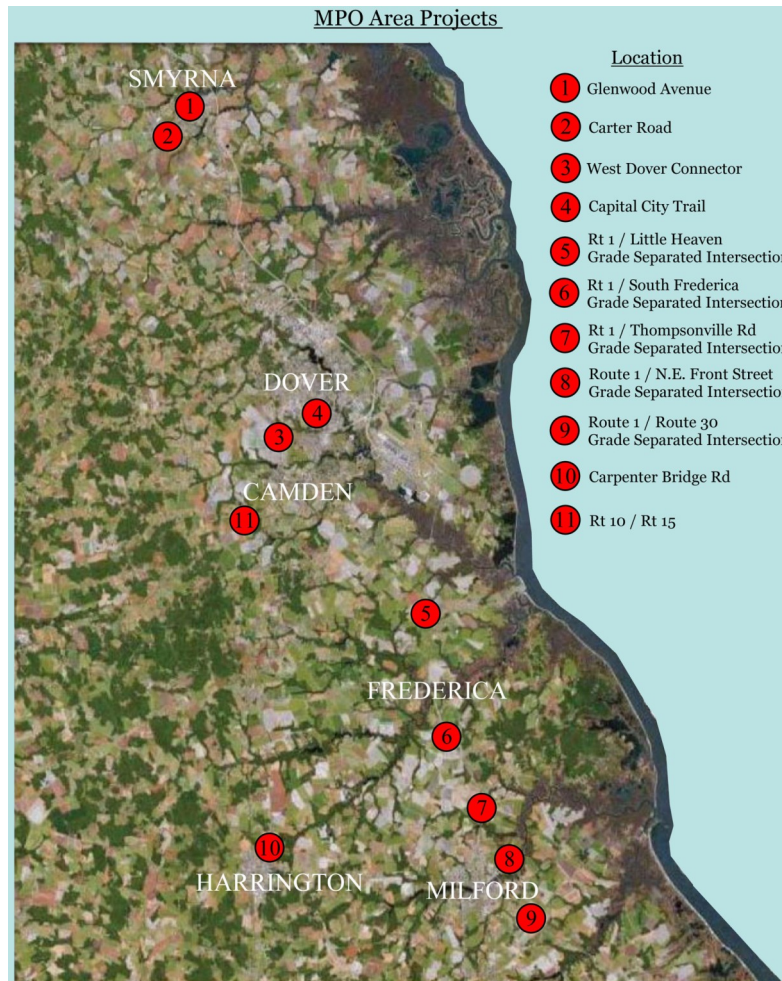 MPO Area Projects
Location
1 Glenwood Avenue
2 Carter Road
3 West Dover Connector
4 Capital City Trail
5 Rt 1 / Little Heaven
Grade Separated Intersection
6 Rt 1 / South Frederica
Grade Separated Intersection
7 Rt 1 / Thompsonville Rd
Grade Separated Intersection
8 Route 1 / N.E. Front Street
Grade Separated Intersection
9 Route 1 / Route 30
Grade Separated Intersection
10 Carpenter Bridge Rd
11 Rt 10 / Rt 15
SMYRNA
1
2
DOVER
4
3
CAMDEN
11
5
FREDERICA
6
7
10
8
HARRINGTON
MILFORD
9